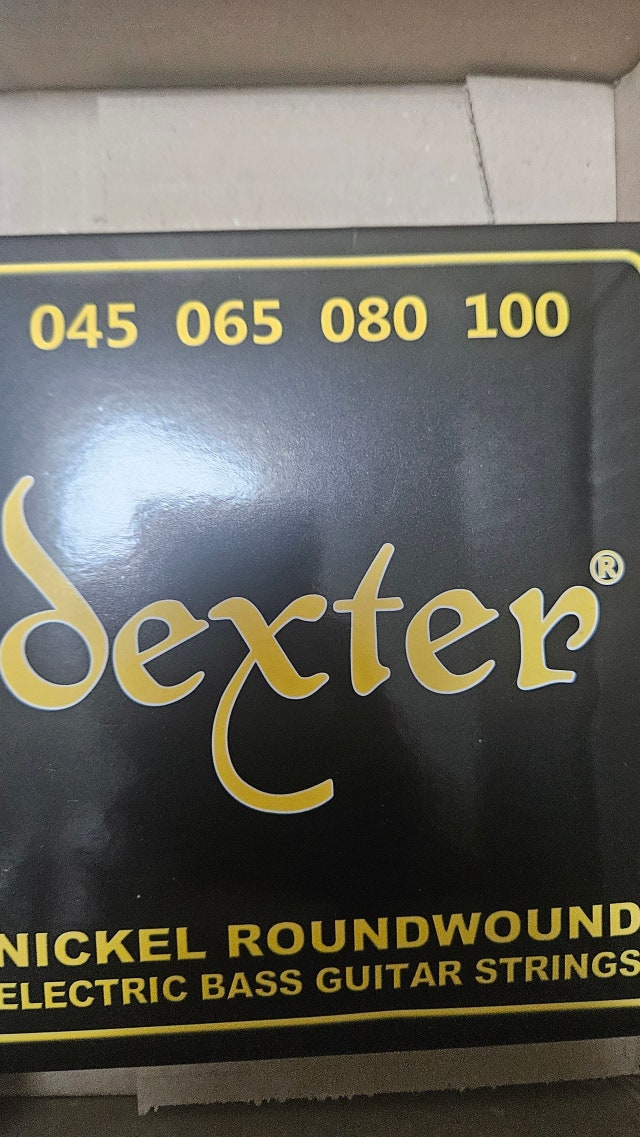 045 065 080 100
dexter®
NICKEL ROUNDWOUND
ELECTRIC BASS GUITAR STRINGS